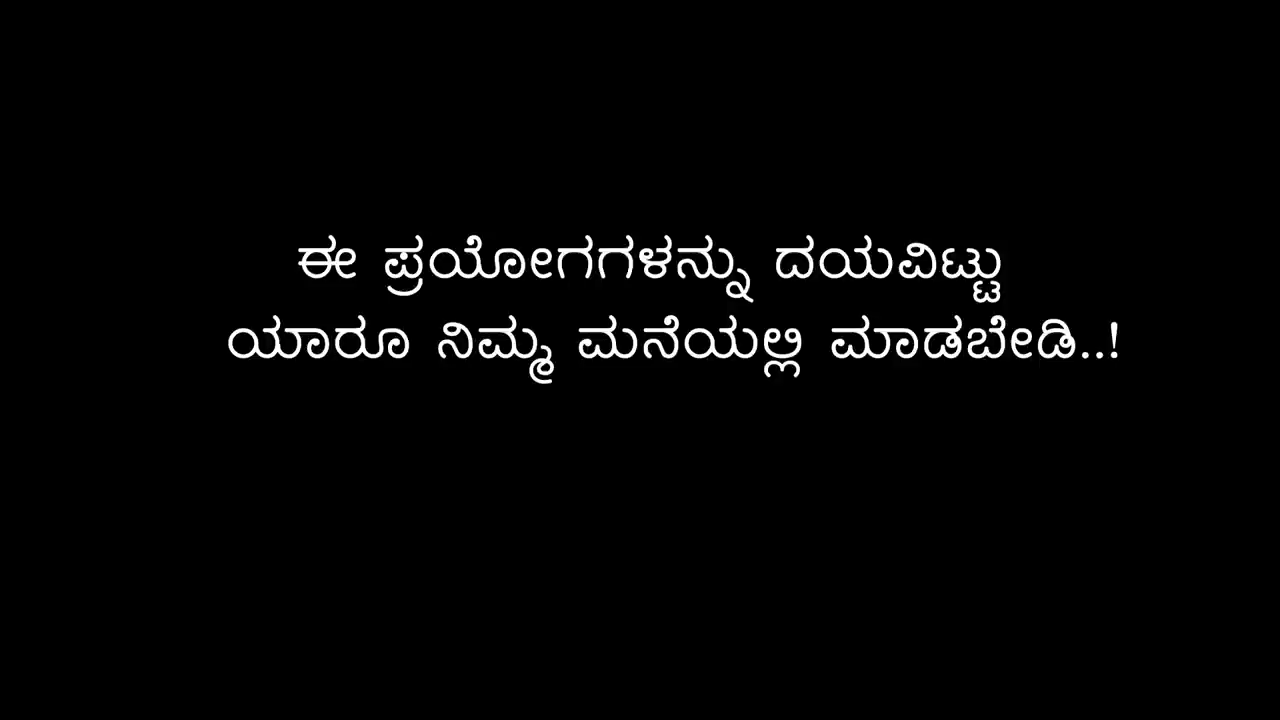 ಈ ಪ್ರಯೋಗಗಳನ್ನು ದಯವಿಟ್ಟು
ಯಾರೂ ನಿಮ್ಮ ಮನೆಯಲ್ಲಿ ಮಾಡಬೇಡಿ..!